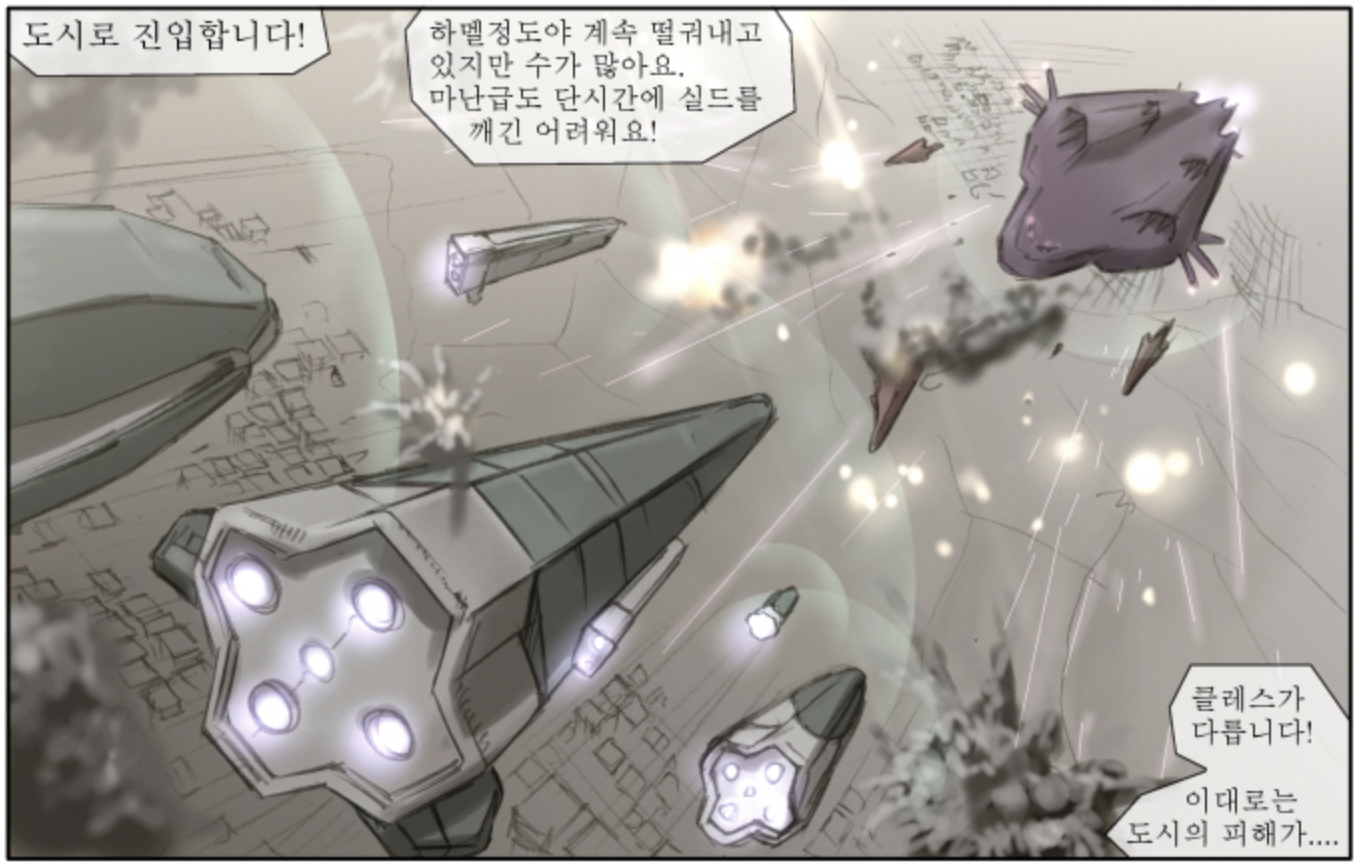 도시로 진입합니다!
하멜정도야 계속 떨궈내고
있지만 수가 많아요.
마난급도 단시간에 실드를
깨긴 어려워요!
클레스가
다릅니다!
이대로는
도시의 피해가....